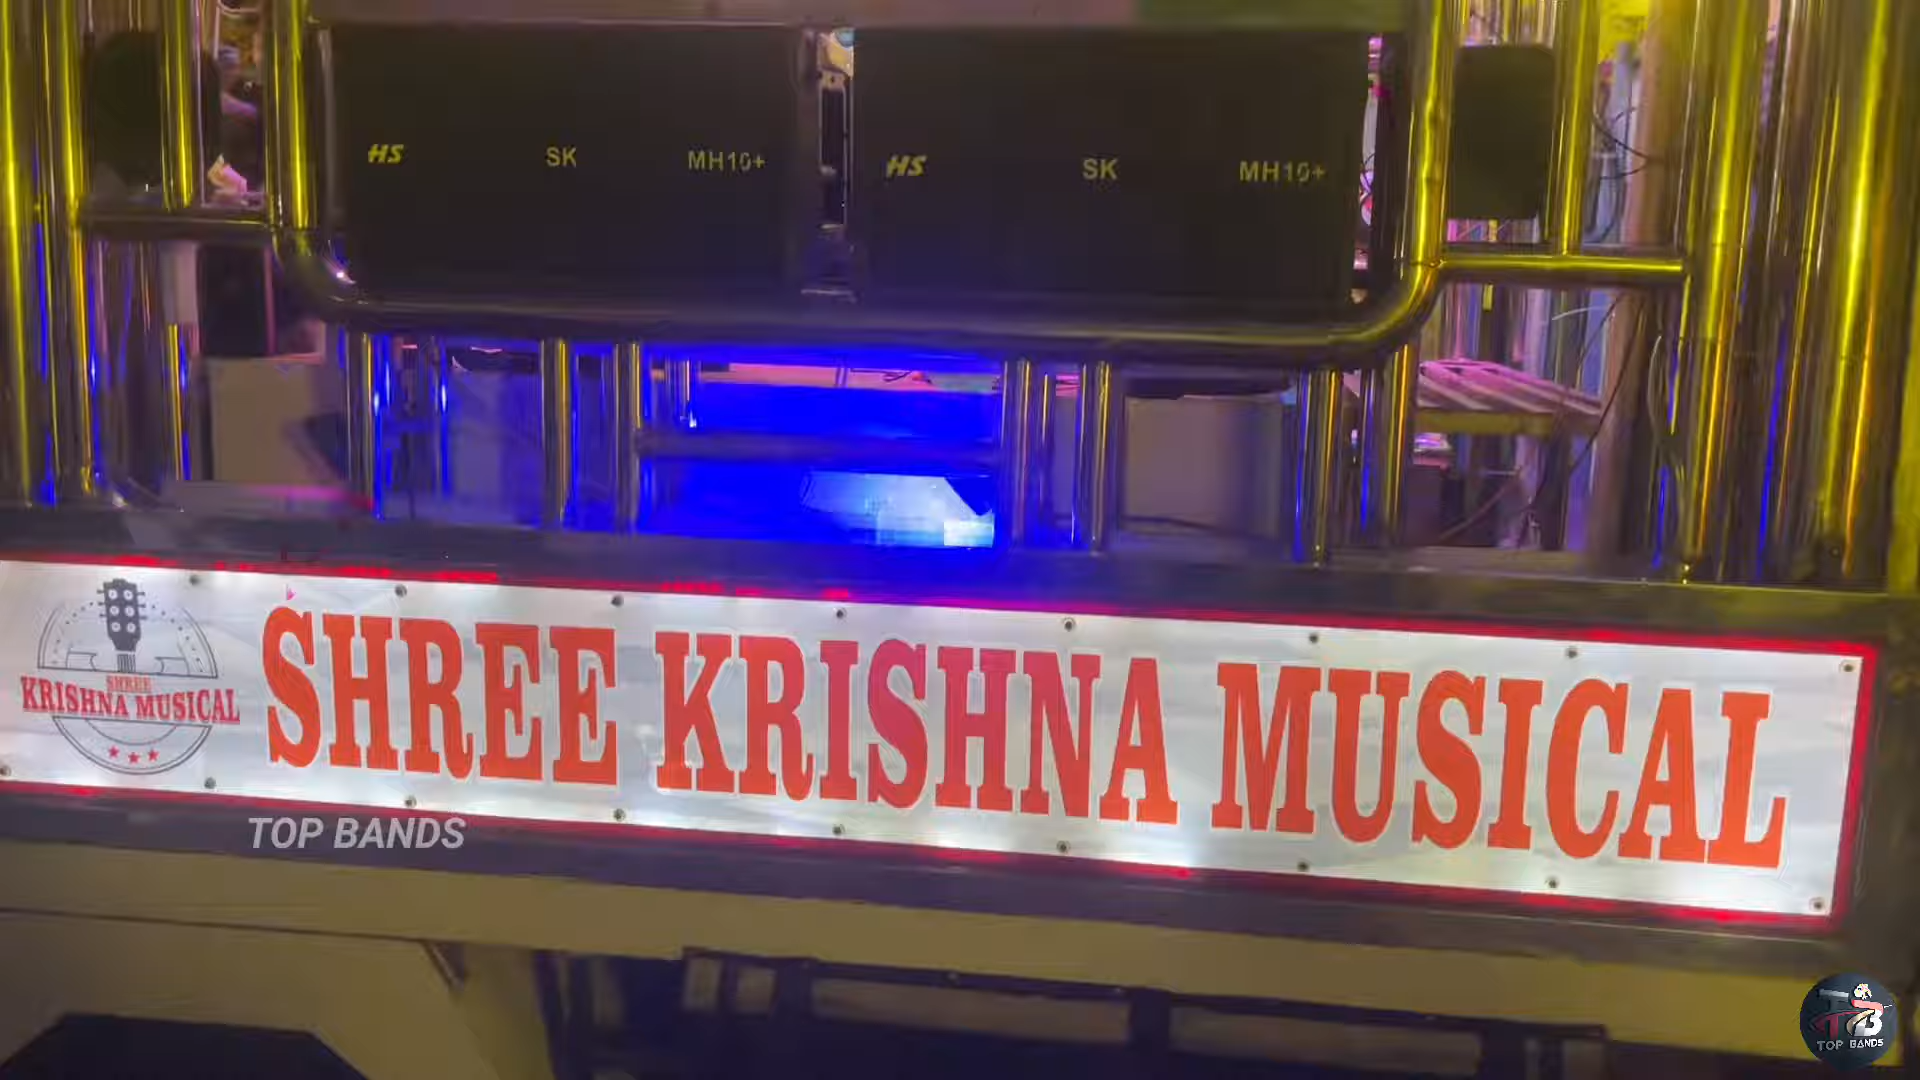 HS SK MH10+ HS SK MH10+
SHREE
KRISHNA MUSICAL
SHREE KRISHNA MUSICAL
TOP BANDS
TOP BANDS